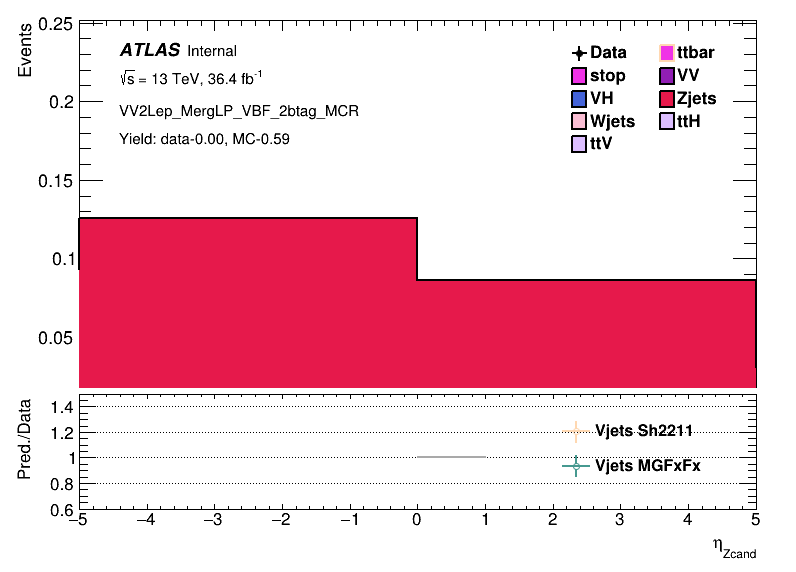 Events
0.25
0.2
0.15
0.1
0.05
ATLAS Internal
√s = 13 TeV, 36.4 fb⁻¹
VV2Lep_MergLP_VBF_2btag_MCR
Yield: data-0.00, MC-0.59
Data
ttbar
stop
VV
VH
Zjets
Wjets
ttH
ttV
Pred./Data
1.4
1.2
1
0.8
0.6
Vjets Sh2211
Vjets MGFxFx
−5 −4 −3 −2 −1 0 1 2 3 4 5
η_Zcand